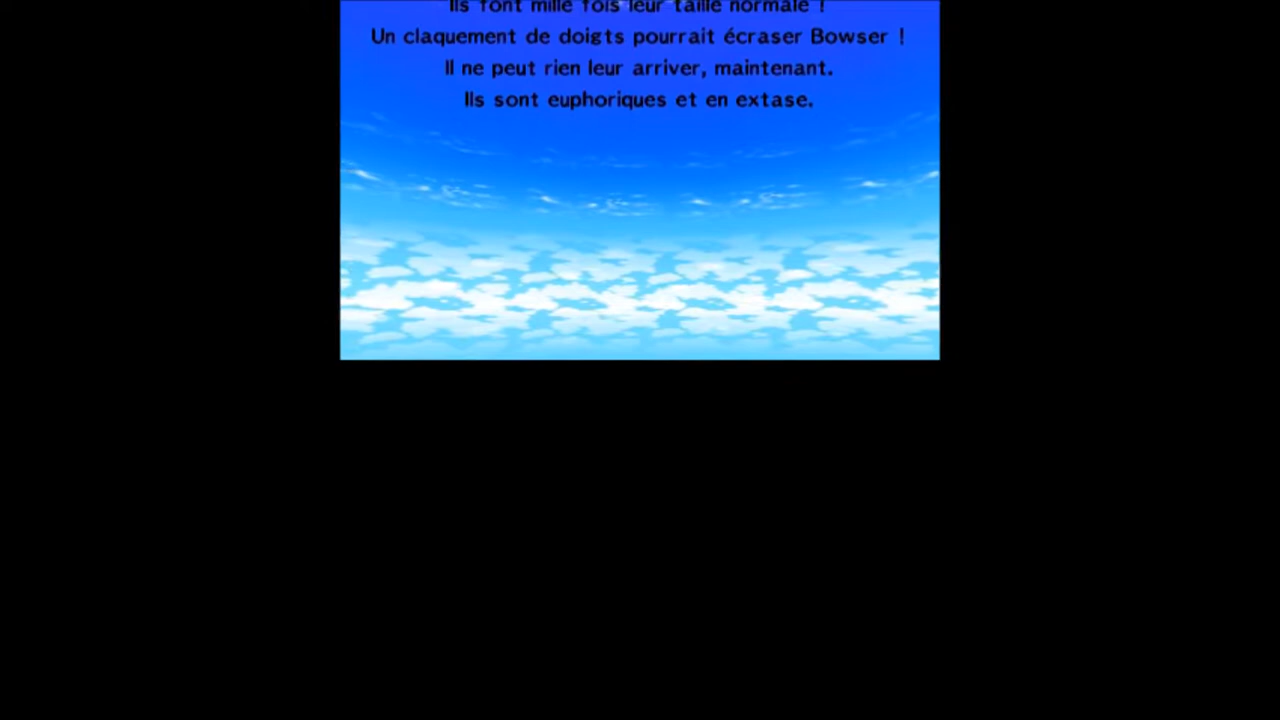 Ils font mille fois leur taille normale !
Un claquement de doigts pourrait écraser Bowser !
Il ne peut rien leur arriver, maintenant.
Ils sont euphoriques et en extase.